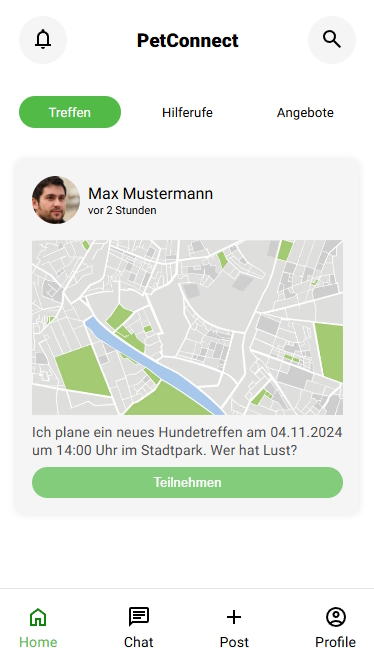 PetConnect
Treffen
Hilferufe
Angebote
Max Mustermann
vor 2 Stunden
Ich plane ein neues Hundetreffen am 04.11.2024
um 14:00 Uhr im Stadtpark. Wer hat Lust?
Teilnehmen
Home
Chat
Post
Profile